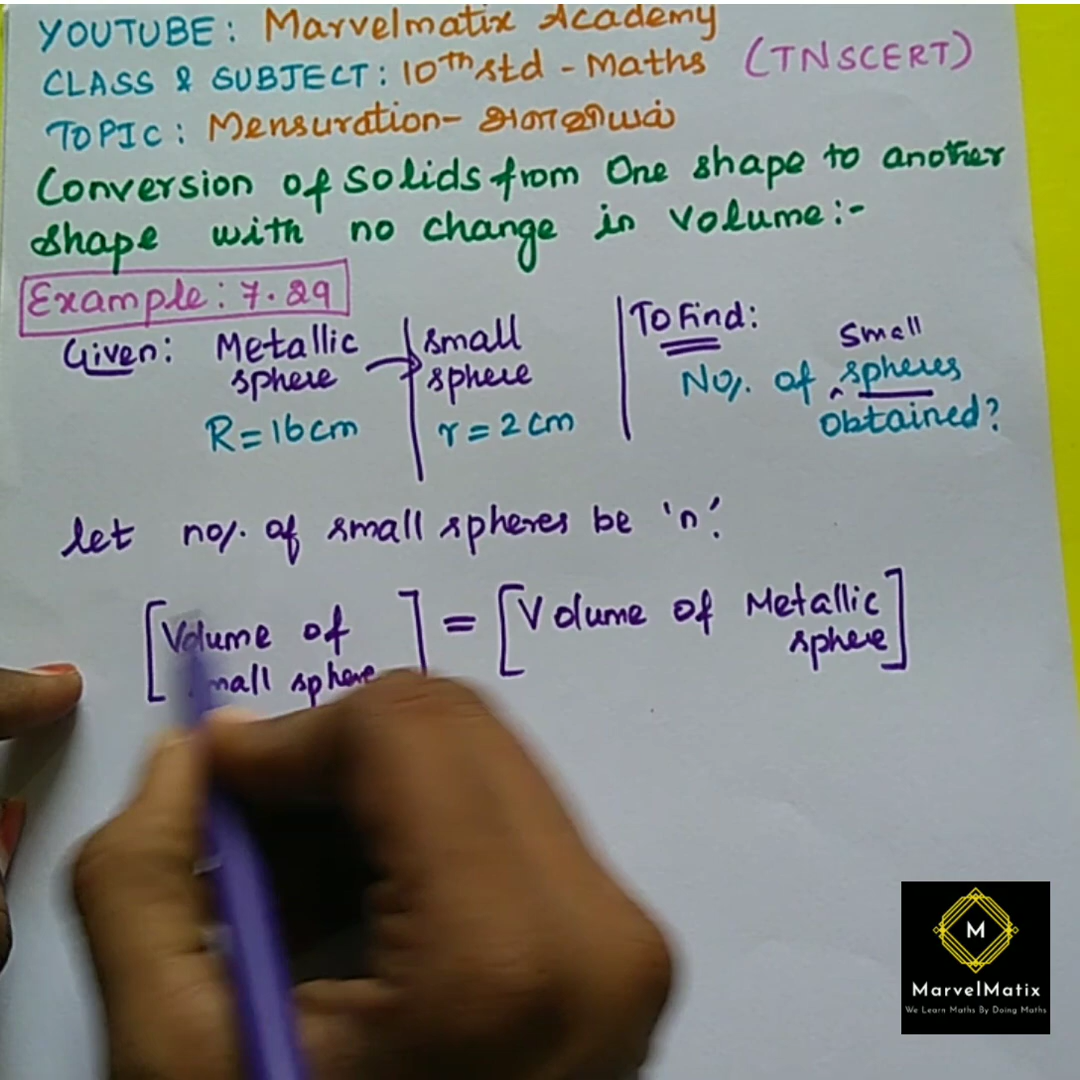 YOUTUBE: Marvelmatix Academy
CLASS & SUBJECT: 10th std - Maths (TNSCERT)
TOPIC: Mensuration- அளவியல்
Conversion of Solids from One shape to another
shape with no change in Volume:-
Example: 7.29
Given: Metallic sphere → small sphere
R=16cm r=2cm
To Find:
No/. of ‸ Small spheres
Obtained?
let no/. of small spheres be 'n'.
[Volume of small sphere] = [Volume of Metallic sphere]
M
MarvelMatix
We Learn Maths By Doing Maths